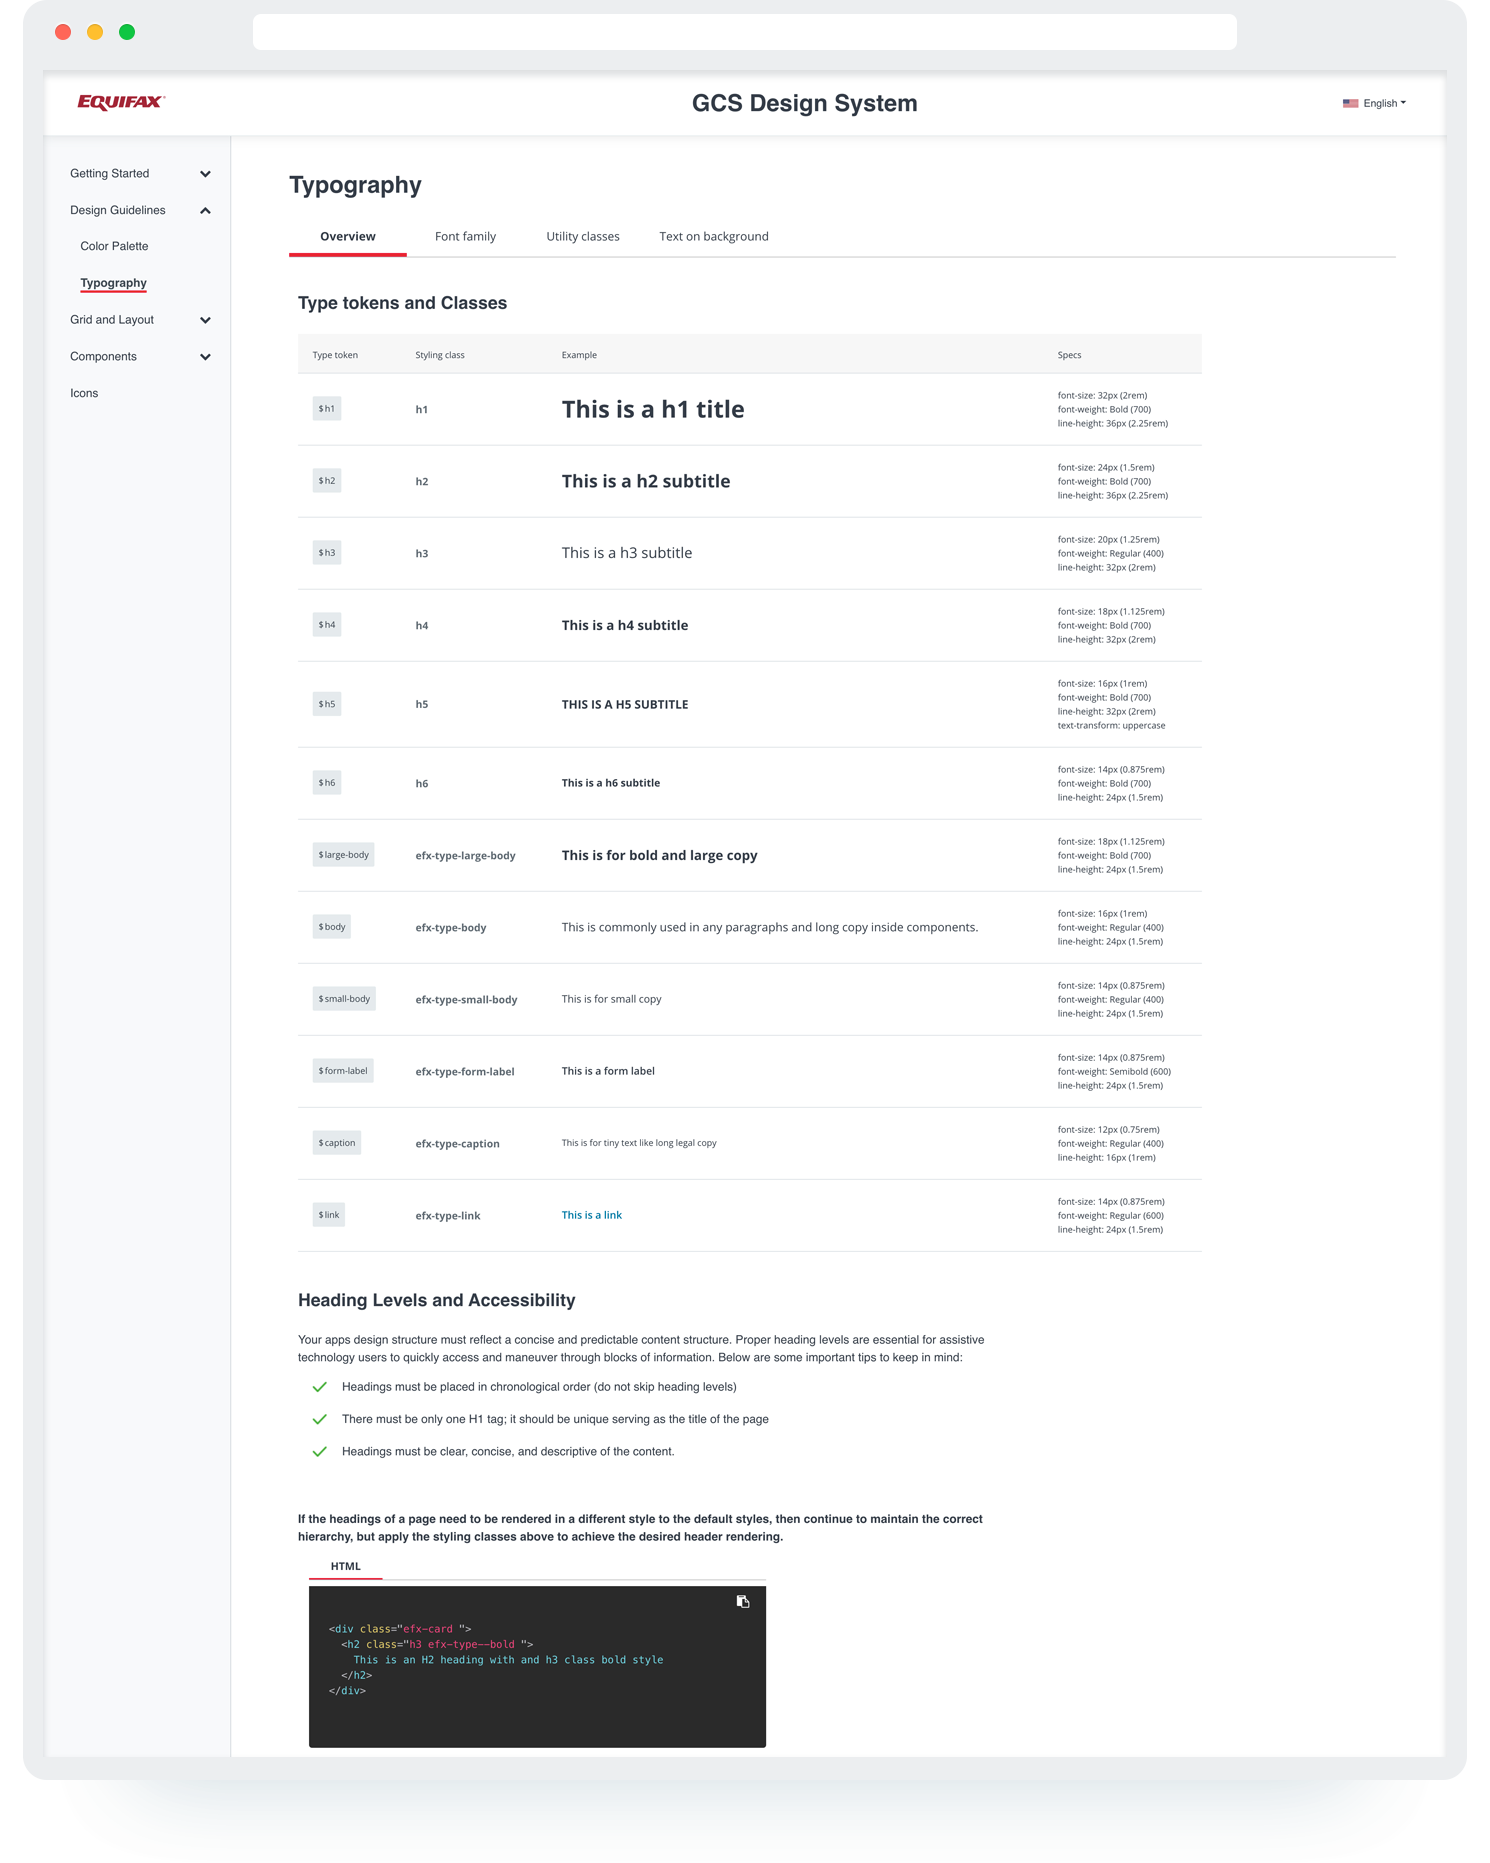 EQUIFAX
GCS Design System
English
Getting Started
Design Guidelines
Color Palette
Typography
Grid and Layout
Components
Icons
Typography
Overview Font family Utility classes Text on background
Type tokens and Classes
Type token Styling class Example Specs
$h1 h1 This is a h1 title
font-size: 32px (2rem)
font-weight: Bold (700)
line-height: 36px (2.25rem)
$h2 h2 This is a h2 subtitle
font-size: 24px (1.5rem)
font-weight: Bold (700)
line-height: 36px (2.25rem)
$h3 h3 This is a h3 subtitle
font-size: 20px (1.25rem)
font-weight: Regular (400)
line-height: 32px (2rem)
$h4 h4 This is a h4 subtitle
font-size: 18px (1.125rem)
font-weight: Bold (700)
line-height: 32px (2rem)
$h5 h5 THIS IS A H5 SUBTITLE
font-size: 16px (1rem)
font-weight: Bold (700)
line-height: 32px (2rem)
text-transform: uppercase
$h6 h6 This is a h6 subtitle
font-size: 14px (0.875rem)
font-weight: Bold (700)
line-height: 24px (1.5rem)
$large-body efx-type-large-body This is for bold and large copy
font-size: 18px (1.125rem)
font-weight: Bold (700)
line-height: 24px (1.5rem)
$body efx-type-body This is commonly used in any paragraphs and long copy inside components.
font-size: 16px (1rem)
font-weight: Regular (400)
line-height: 24px (1.5rem)
$small-body efx-type-small-body This is for small copy
font-size: 14px (0.875rem)
font-weight: Regular (400)
line-height: 24px (1.5rem)
$form-label efx-type-form-label This is a form label
font-size: 14px (0.875rem)
font-weight: Semibold (600)
line-height: 24px (1.5rem)
$caption efx-type-caption This is for tiny text like long legal copy
font-size: 12px (0.75rem)
font-weight: Regular (400)
line-height: 16px (1rem)
$link efx-type-link This is a link
font-size: 14px (0.875rem)
font-weight: Regular (600)
line-height: 24px (1.5rem)
Heading Levels and Accessibility
Your apps design structure must reflect a concise and predictable content structure. Proper heading levels are essential for assistive
technology users to quickly access and maneuver through blocks of information. Below are some important tips to keep in mind:
Headings must be placed in chronological order (do not skip heading levels)
There must be only one H1 tag; it should be unique serving as the title of the page
Headings must be clear, concise, and descriptive of the content.
If the headings of a page need to be rendered in a different style to the default styles, then continue to maintain the correct
hierarchy, but apply the styling classes above to achieve the desired header rendering.
HTML
<div class="efx-card ">
<h2 class="h3 efx-type--bold ">
This is an H2 heading with and h3 class bold style
</h2>
</div>